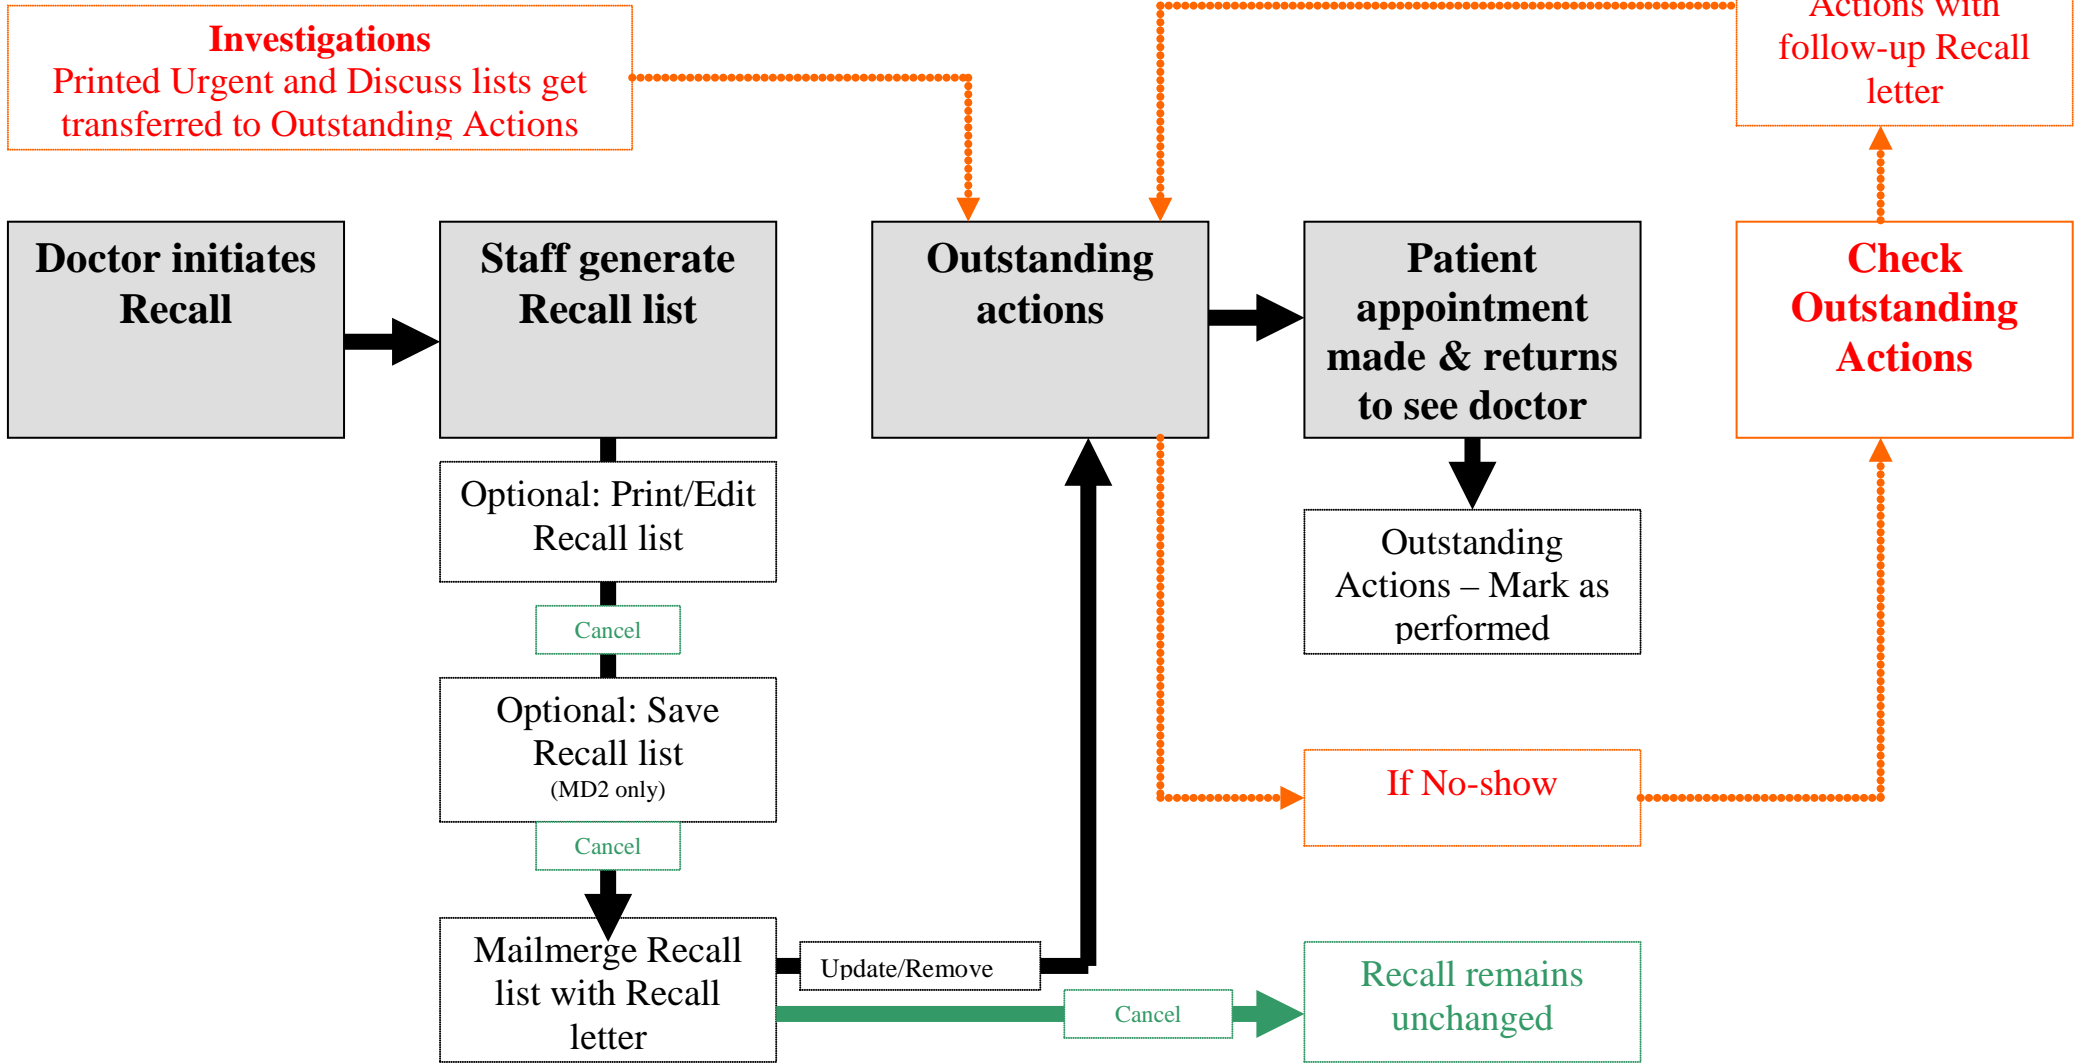 Investigations
Printed Urgent and Discuss lists get
transferred to Outstanding Actions
Actions with
follow-up Recall
letter
Doctor initiates
Recall
Staff generate
Recall list
Outstanding
actions
Patient
appointment
made & returns
to see doctor
Check
Outstanding
Actions
Optional: Print/Edit
Recall list
Cancel
Optional: Save
Recall list
(MD2 only)
Cancel
Mailmerge Recall
list with Recall
letter
Update/Remove
Cancel
Outstanding
Actions – Mark as
performed
If No-show
Recall remains
unchanged